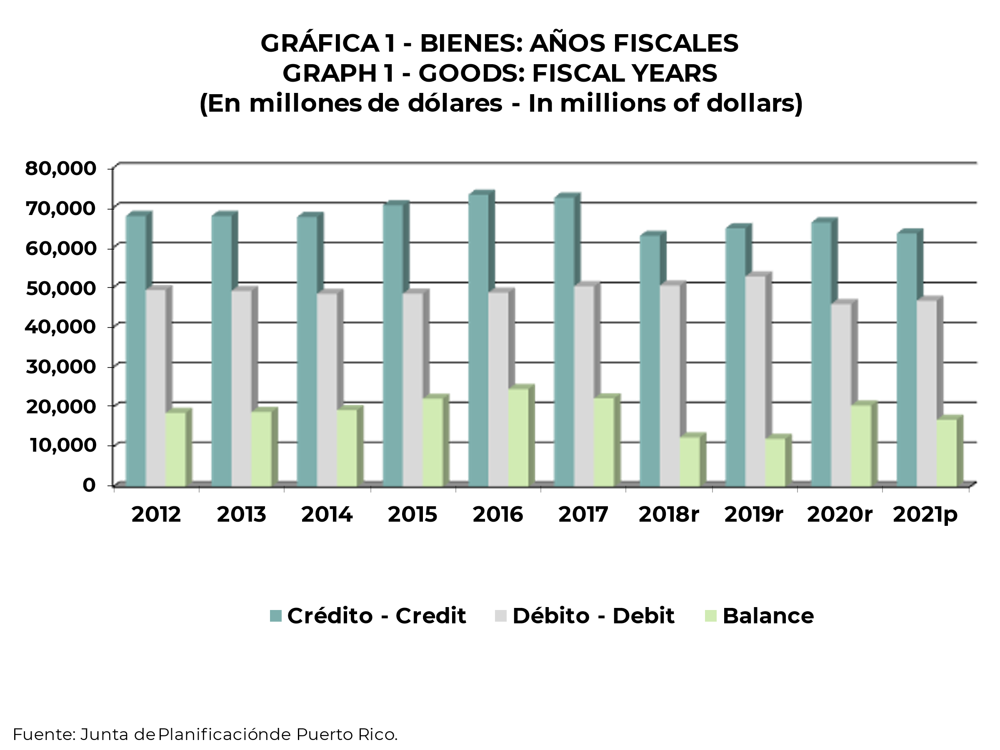 GRÁFICA 1 - BIENES: AÑOS FISCALES
GRAPH 1 - GOODS: FISCAL YEARS
(En millones de dólares - In millions of dollars)
80,000
70,000
60,000
50,000
40,000
30,000
20,000
10,000
0
2012 2013 2014 2015 2016 2017 2018r 2019r 2020r 2021p
Crédito - Credit Débito - Debit Balance
Fuente: Junta de Planificaciónde Puerto Rico.